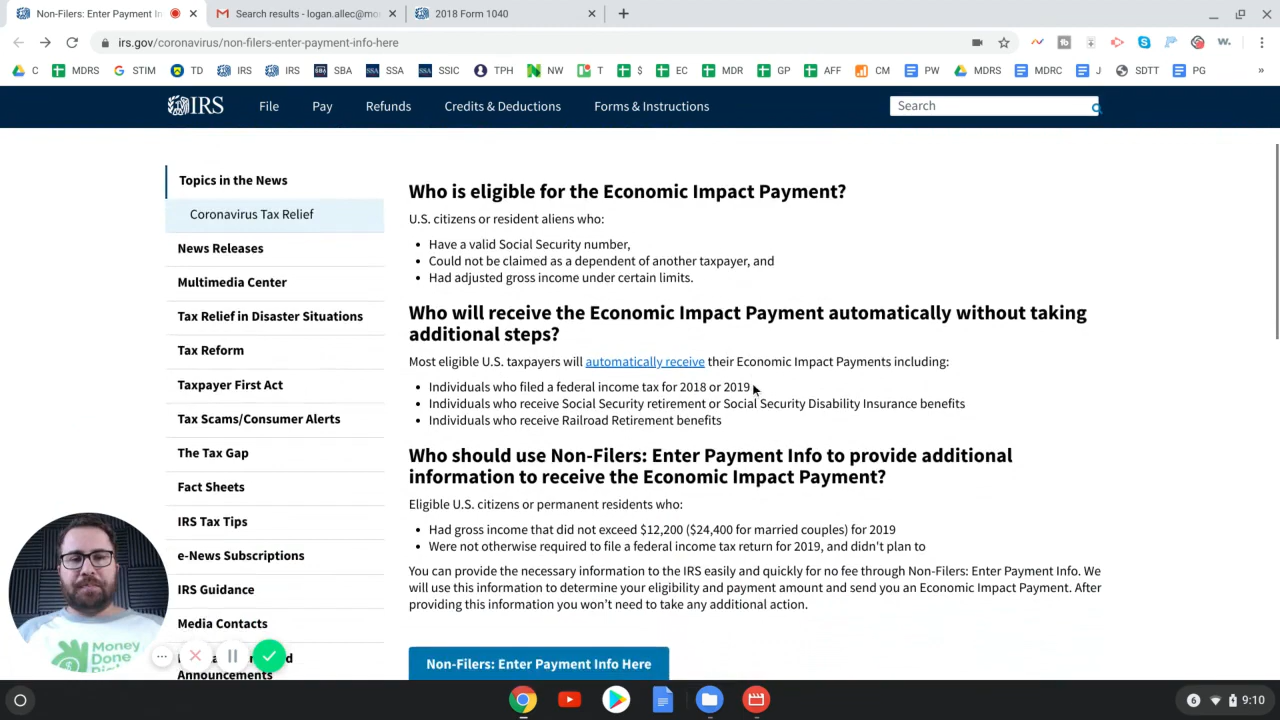 Non-Filers: Enter Payment In
Search results - logan.allec@mo
2018 Form 1040
irs.gov/coronavirus/non-filers-enter-payment-info-here
C MDRS STIM TD IRS IRS SBA SSA SSIC TPH NW T $ EC MDR GP AFF CM PW MDRS MDRC J SDTT PG »
IRS File Pay Refunds Credits & Deductions Forms & Instructions Search
Topics in the News
Coronavirus Tax Relief
News Releases
Multimedia Center
Tax Relief in Disaster Situations
Tax Reform
Taxpayer First Act
Tax Scams/Consumer Alerts
The Tax Gap
Fact Sheets
IRS Tax Tips
e-News Subscriptions
IRS Guidance
Media Contacts
Announcements
Who is eligible for the Economic Impact Payment?
U.S. citizens or resident aliens who:
• Have a valid Social Security number,
• Could not be claimed as a dependent of another taxpayer, and
• Had adjusted gross income under certain limits.
Who will receive the Economic Impact Payment automatically without taking
additional steps?
Most eligible U.S. taxpayers will automatically receive their Economic Impact Payments including:
• Individuals who filed a federal income tax for 2018 or 2019
• Individuals who receive Social Security retirement or Social Security Disability Insurance benefits
• Individuals who receive Railroad Retirement benefits
Who should use Non-Filers: Enter Payment Info to provide additional
information to receive the Economic Impact Payment?
Eligible U.S. citizens or permanent residents who:
• Had gross income that did not exceed $12,200 ($24,400 for married couples) for 2019
• Were not otherwise required to file a federal income tax return for 2019, and didn't plan to
You can provide the necessary information to the IRS easily and quickly for no fee through Non-Filers: Enter Payment Info. We
will use this information to determine your eligibility and payment amount and send you an Economic Impact Payment. After
providing this information you won't need to take any additional action.
Non-Filers: Enter Payment Info Here
Money
Done
6 9:10